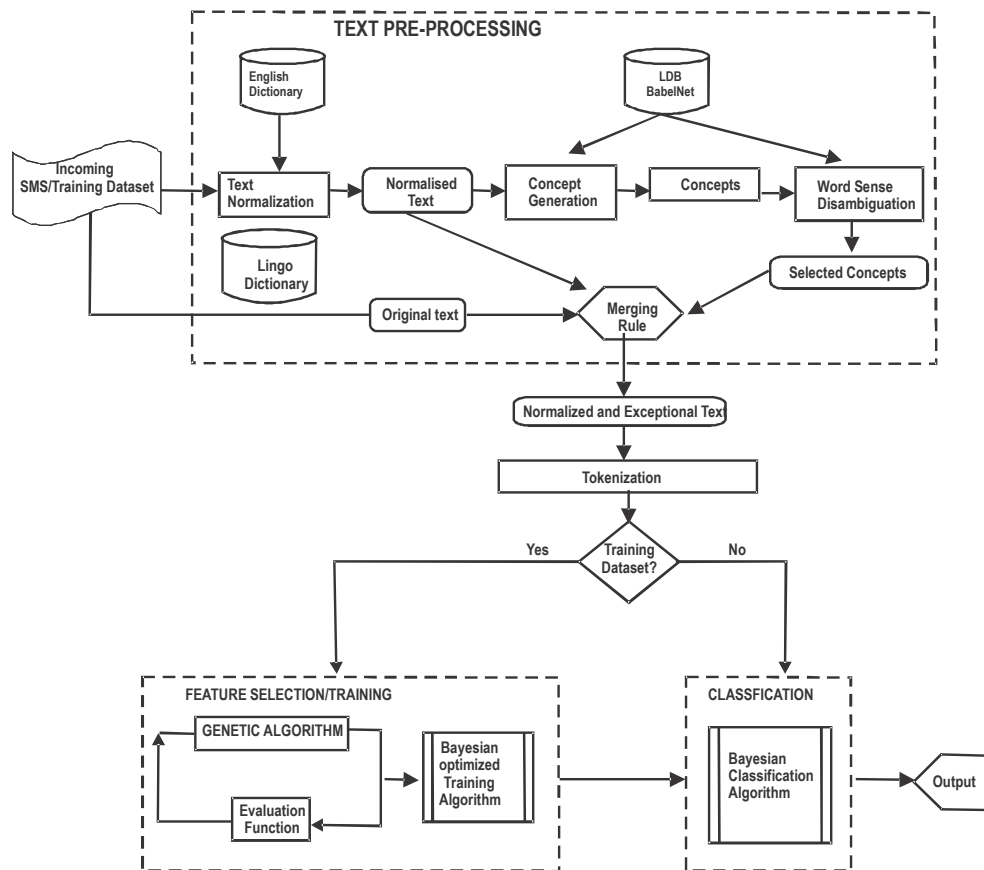 TEXT PRE-PROCESSING
English
Dictionary
LDB
BabelNet
Incoming
SMS/Training Dataset
Text
Normalization
Normalised
Text
Concept
Generation
Concepts
Word Sense
Disambiguation
Lingo
Dictionary
Selected Concepts
Original text
Merging
Rule
Normalized and Exceptional Text
Tokenization
Yes
Training
Dataset?
No
FEATURE SELECTION/TRAINING
GENETIC ALGORITHM
Evaluation
Function
Bayesian
optimized
Training
Algorithm
CLASSFICATION
Bayesian
Classification
Algorithm
Output